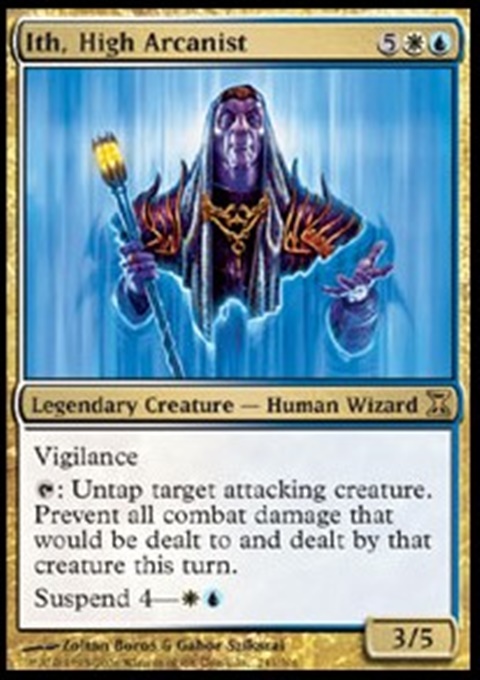 Ith, High Arcanist 5
Legendary Creature — Human Wizard
Vigilance
: Untap target attacking creature.
Prevent all combat damage that
would be dealt to and dealt by that
creature this turn.
Suspend 4—
Zoltan Boros & Gabor Szikszai
3/5